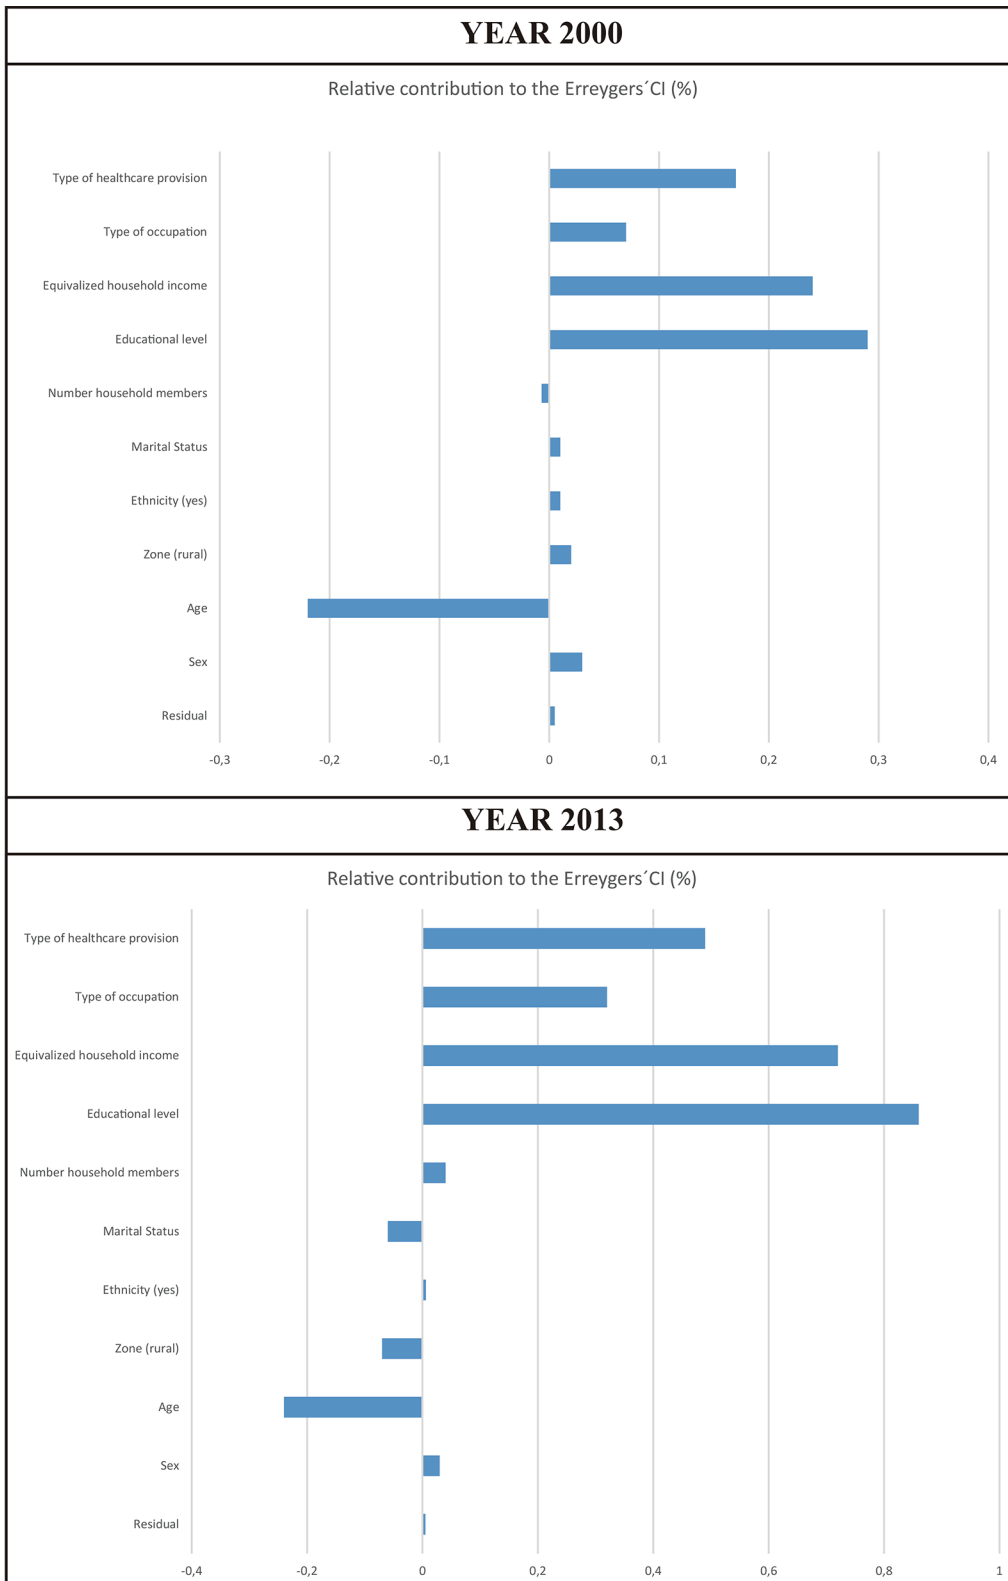 YEAR 2000
Relative contribution to the Erreygers´CI (%)
Type of healthcare provision
Type of occupation
Equivalized household income
Educational level
Number household members
Marital Status
Ethnicity (yes)
Zone (rural)
Age
Sex
Residual
-0,3 -0,2 -0,1 0 0,1 0,2 0,3 0,4
YEAR 2013
Relative contribution to the Erreygers´CI (%)
Type of healthcare provision
Type of occupation
Equivalized household income
Educational level
Number household members
Marital Status
Ethnicity (yes)
Zone (rural)
Age
Sex
Residual
-0,4 -0,2 0 0,2 0,4 0,6 0,8 1